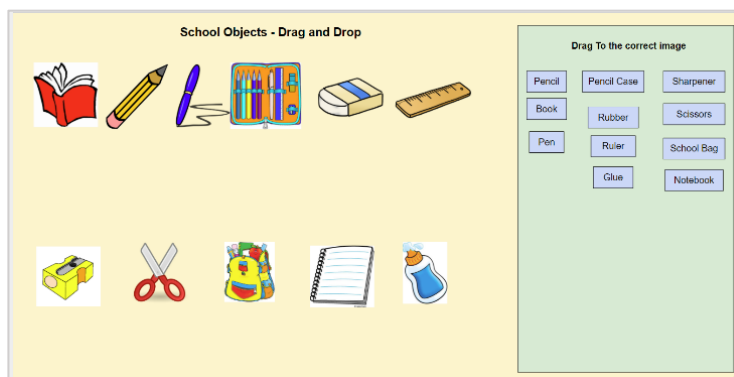 School Objects - Drag and Drop
Drag To the correct image
Pencil
Pencil Case
Sharpener
Book
Rubber
Scissors
Pen
Ruler
School Bag
Glue
Notebook